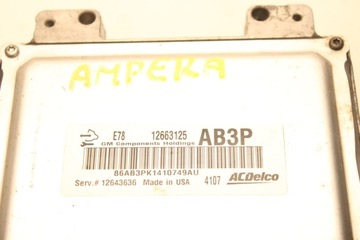 AMPERA
E78 12663125 AB3P
GM Components Holdings
86AB3PK1410749AU
Serv.# 12643636 Made in USA 4107 ACDelco